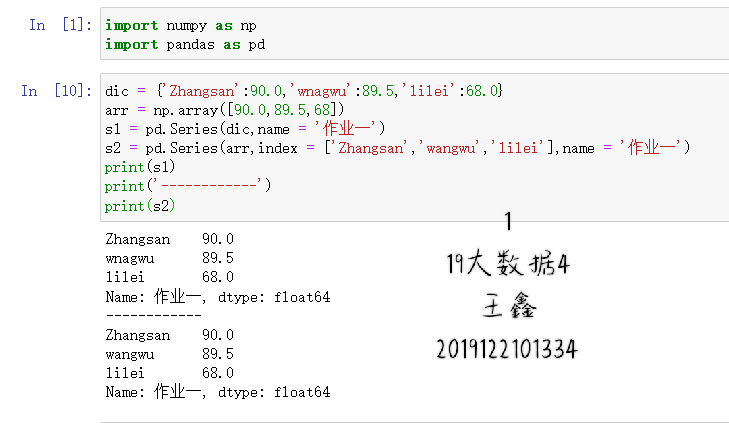 In [1]: import numpy as np
import pandas as pd
In [10]: dic = {'Zhangsan':90.0,'wnagwu':89.5,'lilei':68.0}
arr = np.array([90.0,89.5,68])
s1 = pd.Series(dic,name = '作业一')
s2 = pd.Series(arr,index = ['Zhangsan','wangwu','lilei'],name = '作业一')
print(s1)
print('------------')
print(s2)
Zhangsan    90.0
wnagwu      89.5
lilei       68.0
Name: 作业一, dtype: float64
------------
Zhangsan    90.0
wangwu      89.5
lilei       68.0
Name: 作业一, dtype: float64
1
19大数据4
王鑫
2019122101334